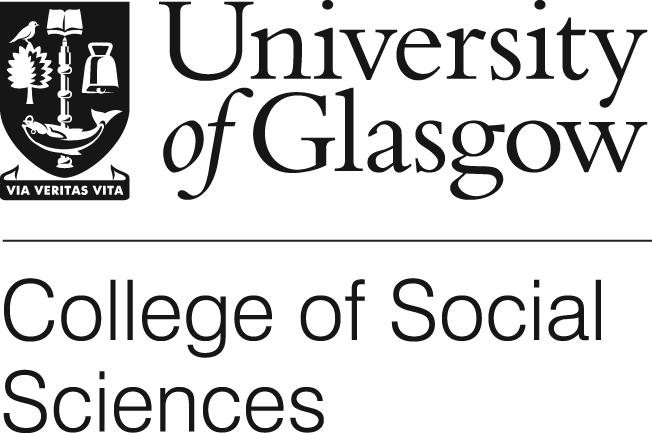 University
of Glasgow
VIA VERITAS VITA
College of Social
Sciences